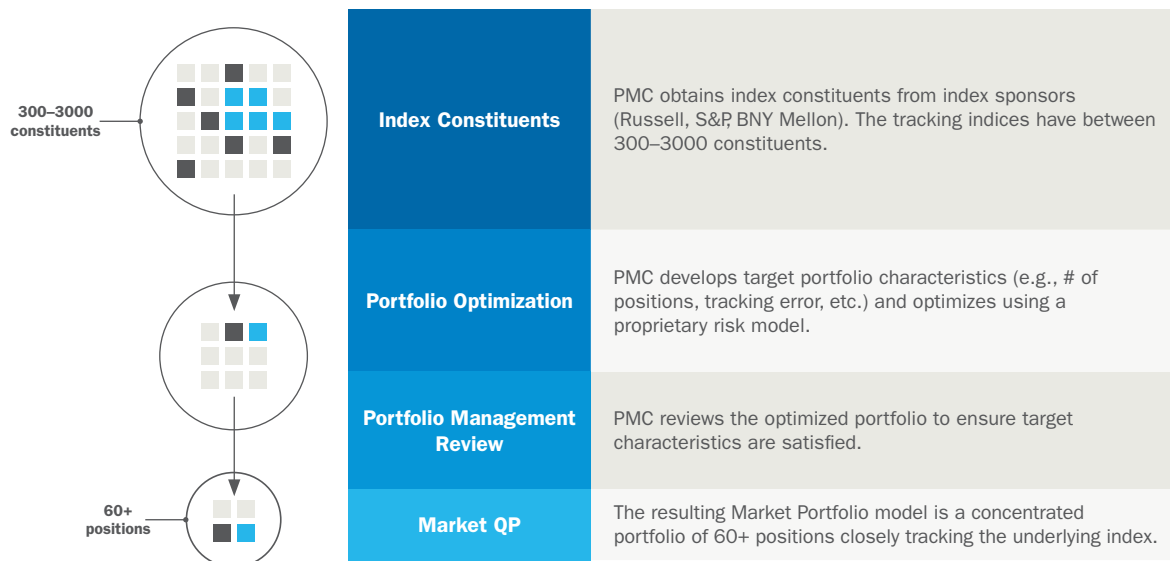 300–3000
constituents
Index Constituents
PMC obtains index constituents from index sponsors
(Russell, S&P, BNY Mellon). The tracking indices have between
300–3000 constituents.
Portfolio Optimization
PMC develops target portfolio characteristics (e.g., # of
positions, tracking error, etc.) and optimizes using a
proprietary risk model.
Portfolio Management
Review
PMC reviews the optimized portfolio to ensure target
characteristics are satisfied.
60+
positions
Market QP
The resulting Market Portfolio model is a concentrated
portfolio of 60+ positions closely tracking the underlying index.